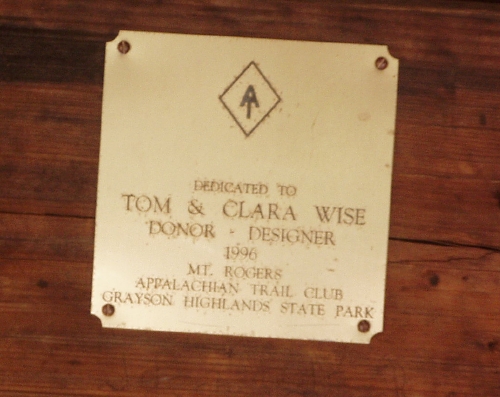 DEDICATED TO
TOM & CLARA WISE
DONOR - DESIGNER
1996
MT. ROGERS
APPALACHIAN TRAIL CLUB
GRAYSON HIGHLANDS STATE PARK